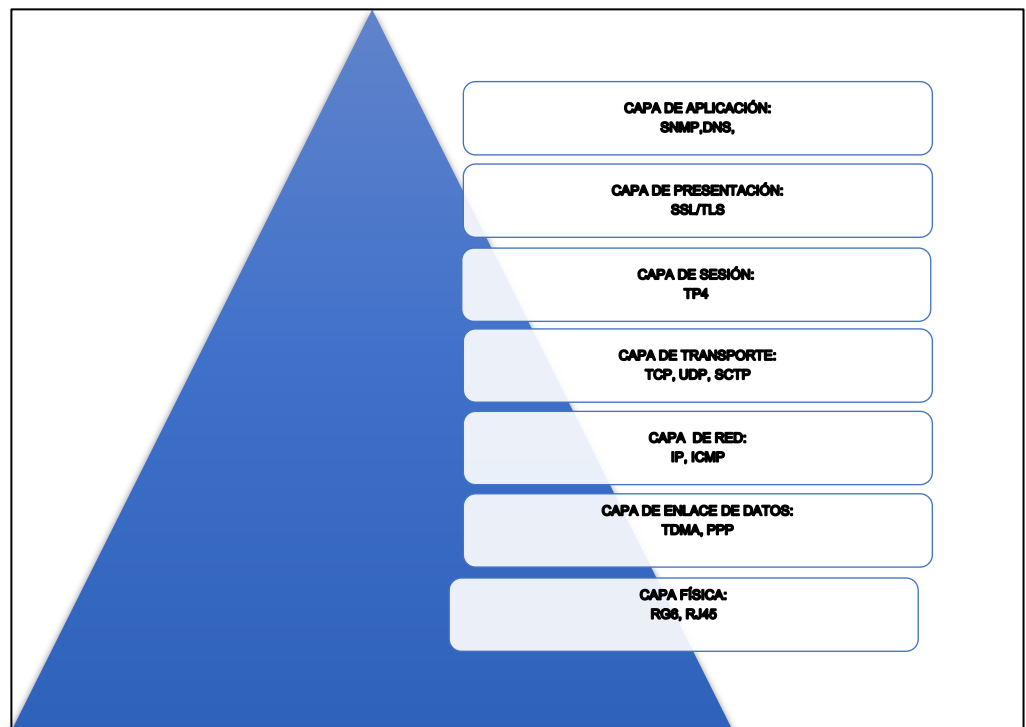 CAPA DE APLICACIÓN:
SNMP,DNS,
CAPA DE PRESENTACIÓN:
SSL/TLS
CAPA DE SESIÓN:
TP4
CAPA DE TRANSPORTE:
TCP, UDP, SCTP
CAPA DE RED:
IP, ICMP
CAPA DE ENLACE DE DATOS:
TDMA, PPP
CAPA FÍSICA:
RG6, RJ45